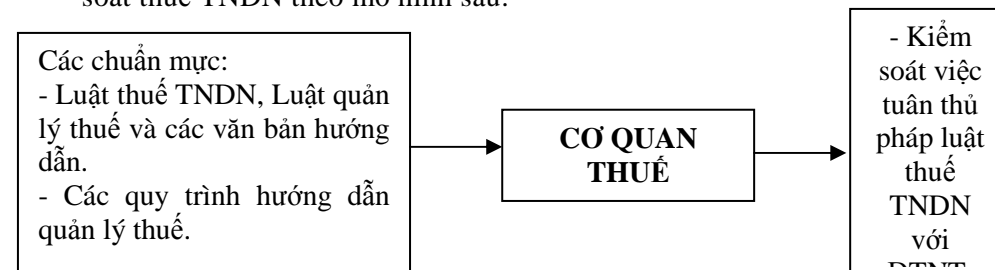 soát thuế TNDN theo mô hình sau:
Các chuẩn mực:
- Luật thuế TNDN, Luật quản
lý thuế và các văn bản hướng
dẫn.
- Các quy trình hướng dẫn
quản lý thuế.
CƠ QUAN
THUẾ
- Kiểm
soát việc
tuân thủ
pháp luật
thuế
TNDN
với